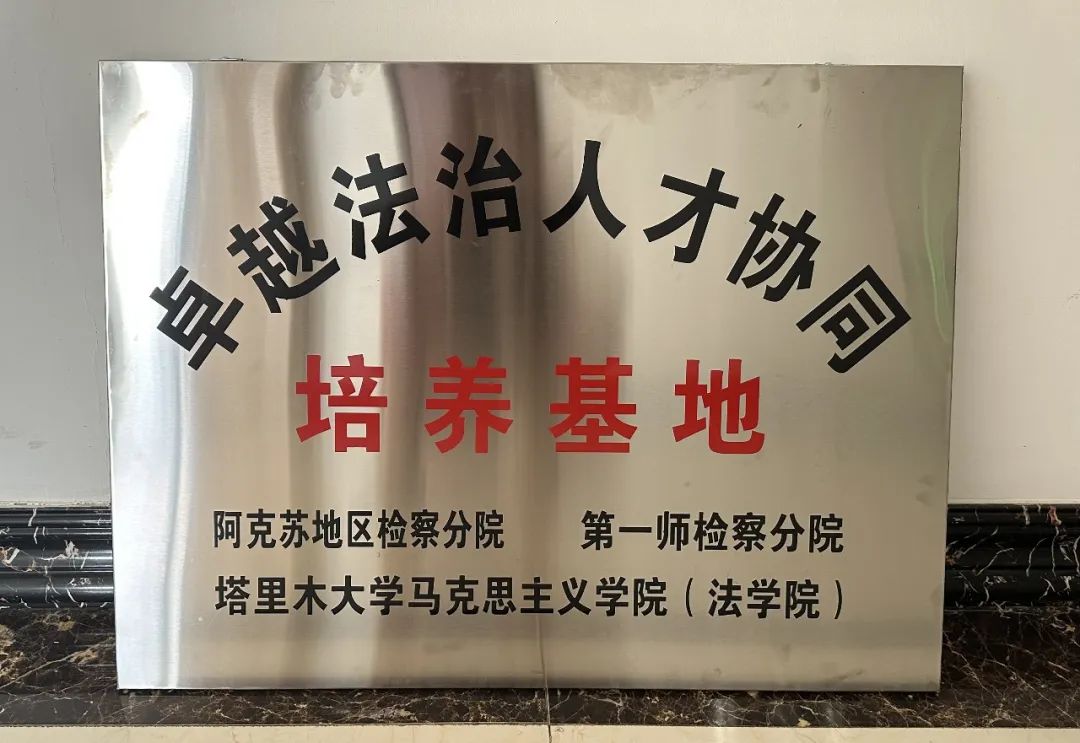 卓越法治人才协同
培养基地
阿克苏地区检察分院 第一师检察分院
塔里木大学马克思主义学院（法学院）